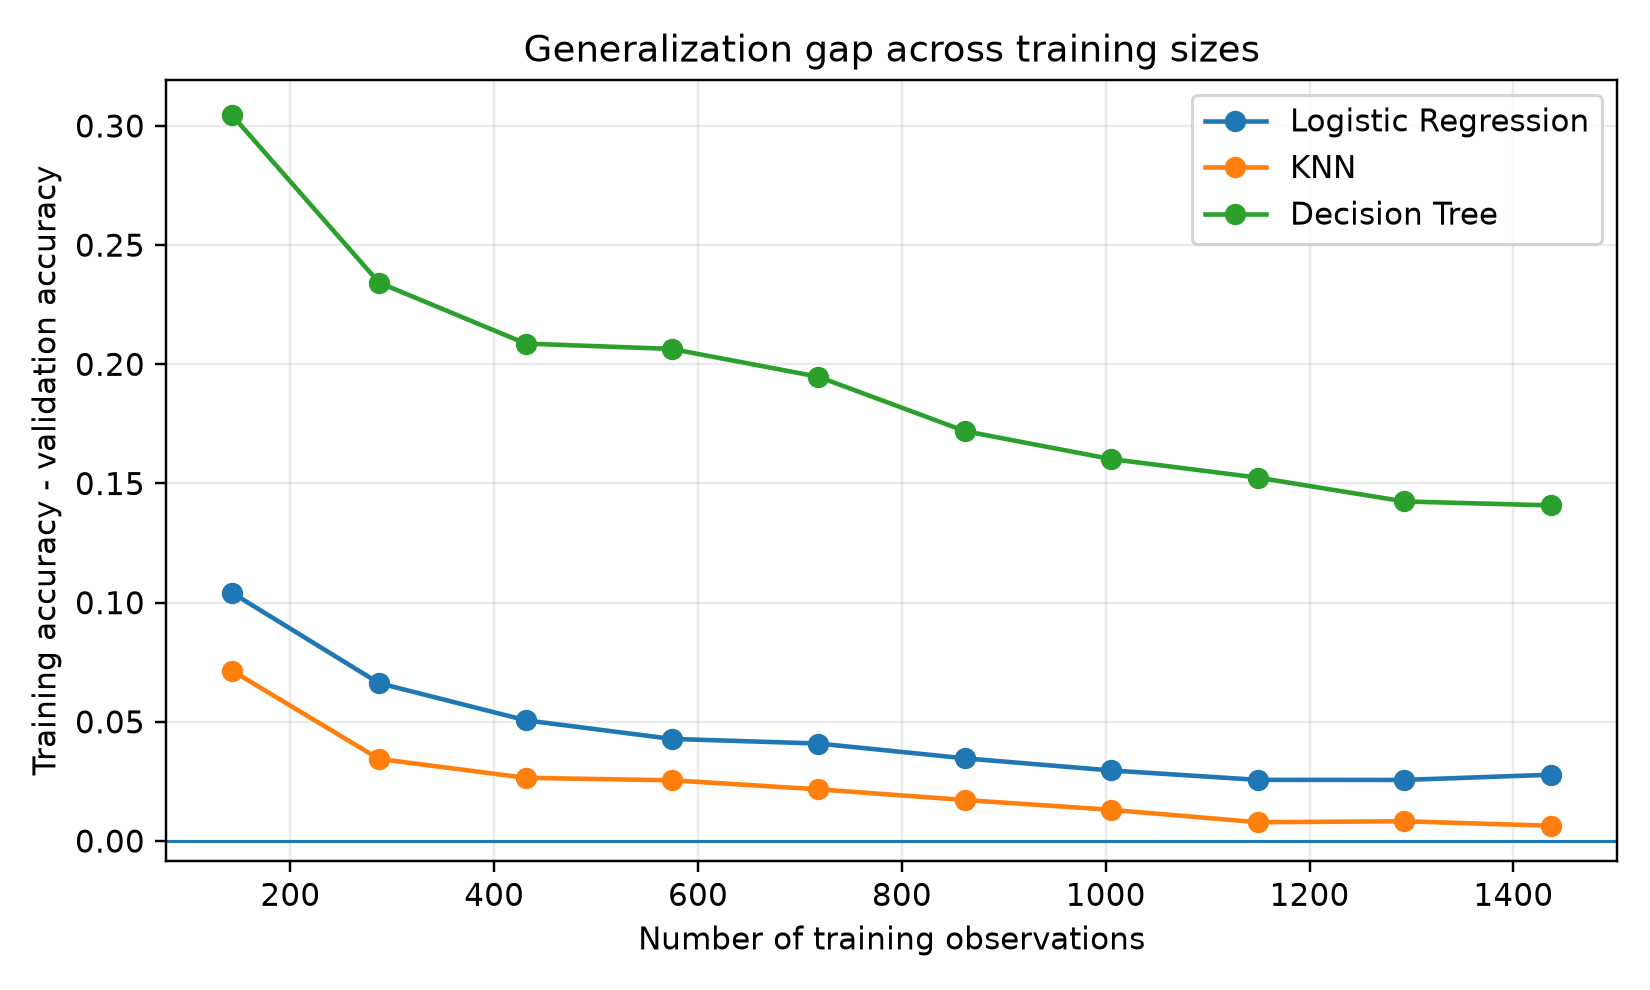 Generalization gap across training sizes
Training accuracy - validation accuracy
0.30
0.25
0.20
0.15
0.10
0.05
0.00
Logistic Regression
KNN
Decision Tree
200 400 600 800 1000 1200 1400
Number of training observations